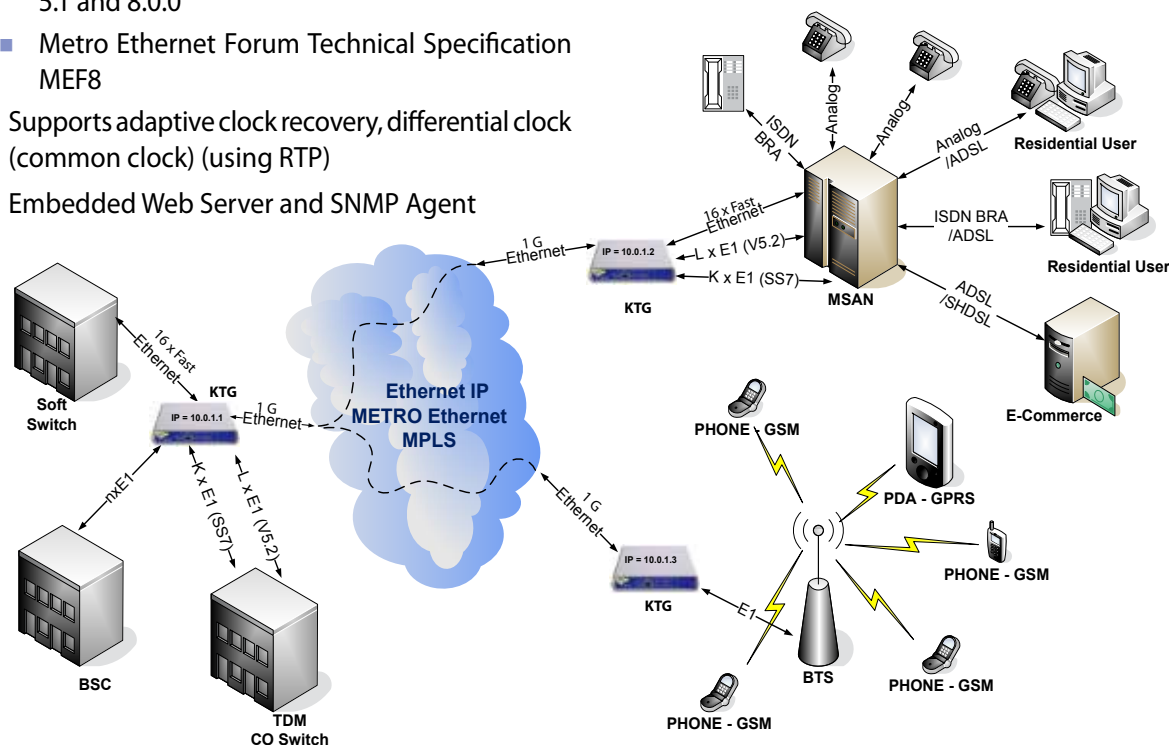 5.1 and 8.0.0
■ Metro Ethernet Forum Technical Specification
MEF8
Supports adaptive clock recovery, differential clock
(common clock) (using RTP)
Embedded Web Server and SNMP Agent
ISDN
BRA
Analog
Analog
Analog
/ADSL
Residential User
ISDN BRA
/ADSL
Residential User
ADSL
/SHDSL
E-Commerce
MSAN
16 x Fast
Ethernet
L x E1 (V5.2)
K x E1 (SS7)
IP = 10.0.1.2
KTG
1 G
Ethernet
Soft
Switch
16 x Fast
Ethernet
KTG
IP = 10.0.1.1
1 G
Ethernet
Ethernet IP
METRO Ethernet
MPLS
nxE1
K x E1 (SS7)
L x E1 (V5.2)
BSC
TDM
CO Switch
1 G
Ethernet
IP = 10.0.1.3
KTG
E1
BTS
PHONE - GSM
PDA - GPRS
PHONE - GSM
PHONE - GSM
PHONE - GSM